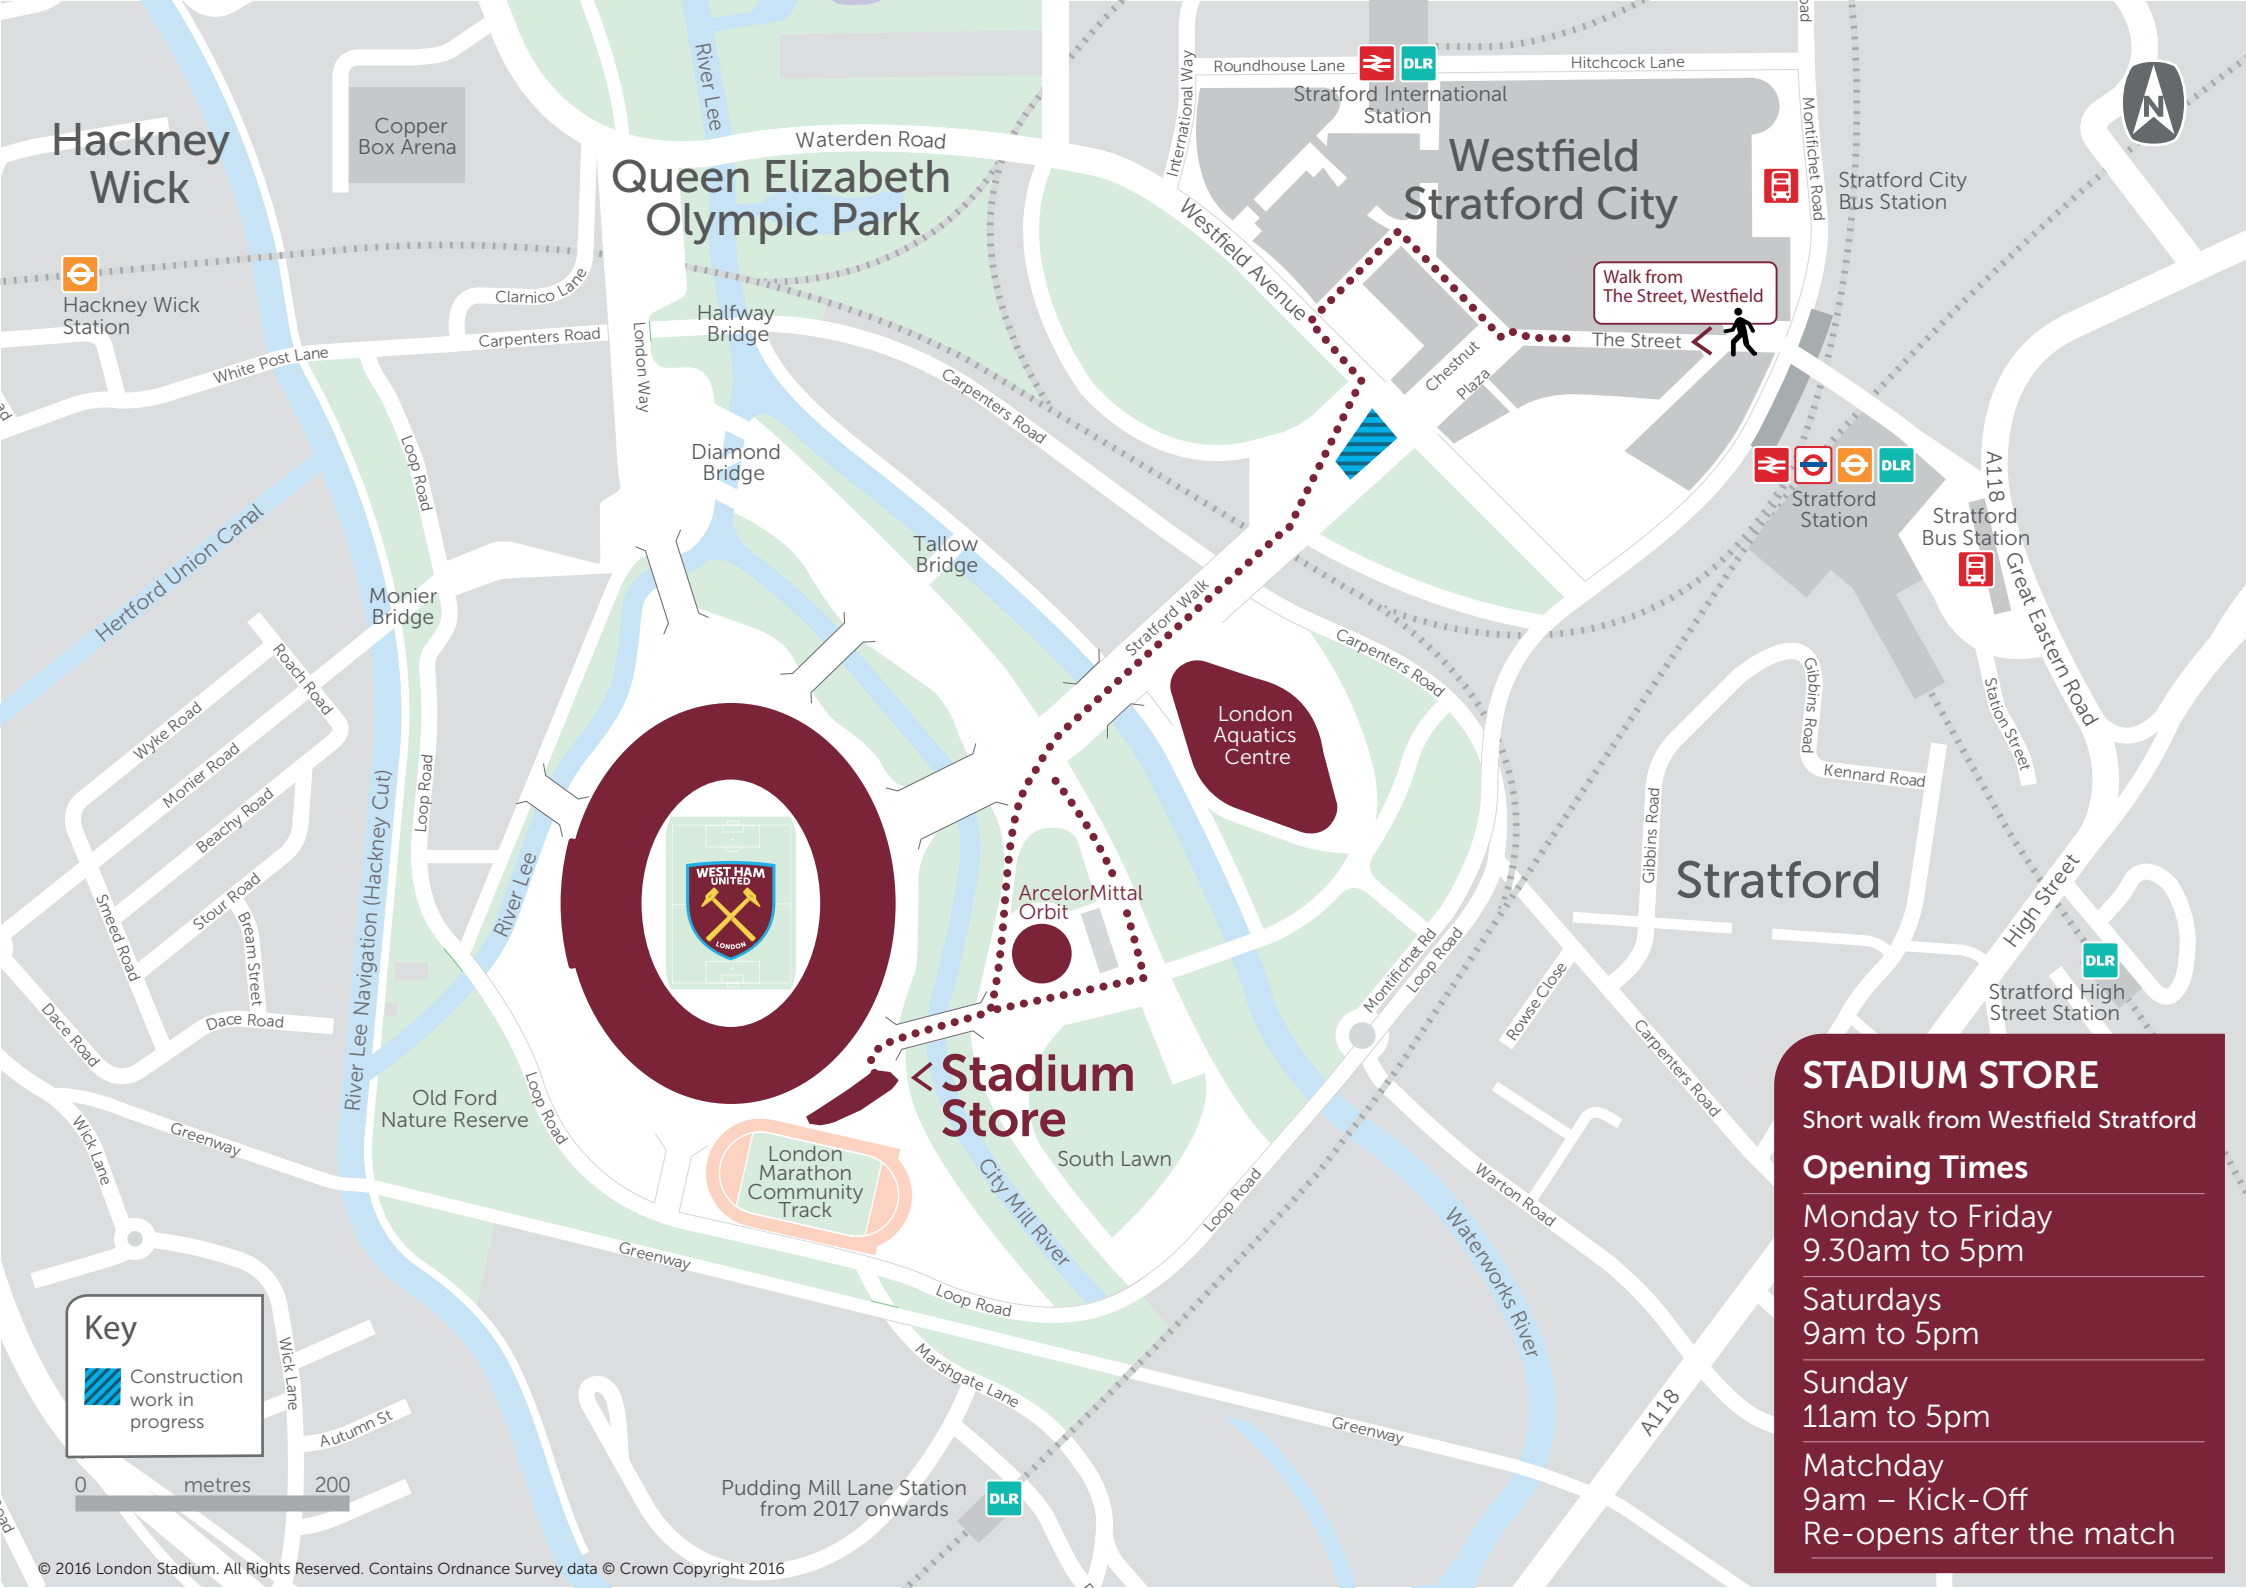 Hackney
Wick
Copper
Box Arena
River Lee
Waterden Road
Queen Elizabeth
Olympic Park
International Way
Roundhouse Lane
DLR
Hitchcock Lane
Stratford International
Station
Westfield
Stratford City
Montifichet Road
Stratford City
Bus Station
N
Hackney Wick
Station
Clarnico Lane
Carpenters Road
White Post Lane
London Way
Halfway
Bridge
Westfield Avenue
Walk from
The Street, Westfield
The Street
Chestnut
Plaza
Carpenters Road
Loop Road
Diamond
Bridge
Hertford Union Canal
Monier
Bridge
Tallow
Bridge
Stratford Walk
DLR
Stratford
Station
A118
Stratford
Bus Station
Great Eastern Road
Roach Road
Wyke Road
Monier Road
Beachy Road
Stour Road
Smeed Road
Bream Street
Dace Road
Dace Road
Loop Road
River Lee Navigation (Hackney Cut)
River Lee
WEST HAM
UNITED
LONDON
London
Aquatics
Centre
Carpenters Road
Gibbins Road
Gibbins Road
Kennard Road
Station Street
Stratford
High Street
ArcelorMittal
Orbit
Montifichet Rd
Loop Road
Rowse Close
Carpenters Road
DLR
Stratford High
Street Station
< Stadium
Store
Old Ford
Nature Reserve
Loop Road
Wick Lane
Greenway
London
Marathon
Community
Track
City Mill River
South Lawn
Loop Road
Warton Road
Waterworks River
Greenway
Loop Road
Marshgate Lane
Greenway
A118
Wick Lane
Autumn St
Key
Construction
work in
progress
0 metres 200
Pudding Mill Lane Station
from 2017 onwards
DLR
STADIUM STORE
Short walk from Westfield Stratford
Opening Times
Monday to Friday
9.30am to 5pm
Saturdays
9am to 5pm
Sunday
11am to 5pm
Matchday
9am – Kick-Off
Re-opens after the match
© 2016 London Stadium. All Rights Reserved. Contains Ordnance Survey data © Crown Copyright 2016